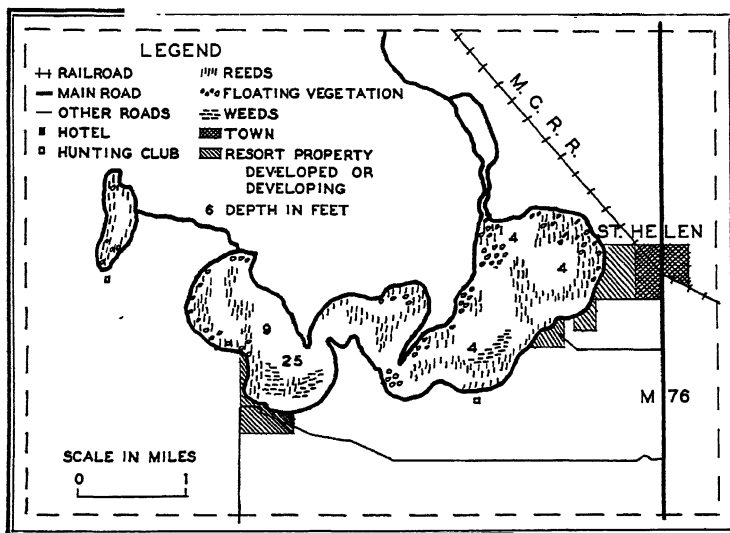 LEGEND
RAILROAD
MAIN ROAD
OTHER ROADS
HOTEL
HUNTING CLUB
REEDS
FLOATING VEGETATION
WEEDS
TOWN
RESORT PROPERTY
DEVELOPED OR
DEVELOPING
6 DEPTH IN FEET
M. C. R. R.
ST. HELEN
4
4
9
4
25
M 76
SCALE IN MILES
0 1